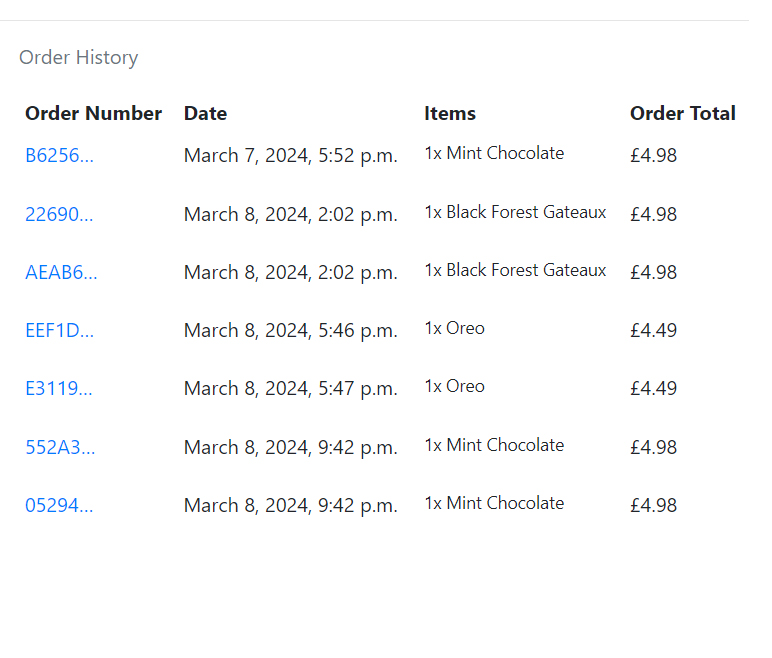 Order History
Order Number Date Items Order Total
B6256... March 7, 2024, 5:52 p.m. 1x Mint Chocolate £4.98
22690... March 8, 2024, 2:02 p.m. 1x Black Forest Gateaux £4.98
AEAB6... March 8, 2024, 2:02 p.m. 1x Black Forest Gateaux £4.98
EEF1D... March 8, 2024, 5:46 p.m. 1x Oreo £4.49
E3119... March 8, 2024, 5:47 p.m. 1x Oreo £4.49
552A3... March 8, 2024, 9:42 p.m. 1x Mint Chocolate £4.98
05294... March 8, 2024, 9:42 p.m. 1x Mint Chocolate £4.98